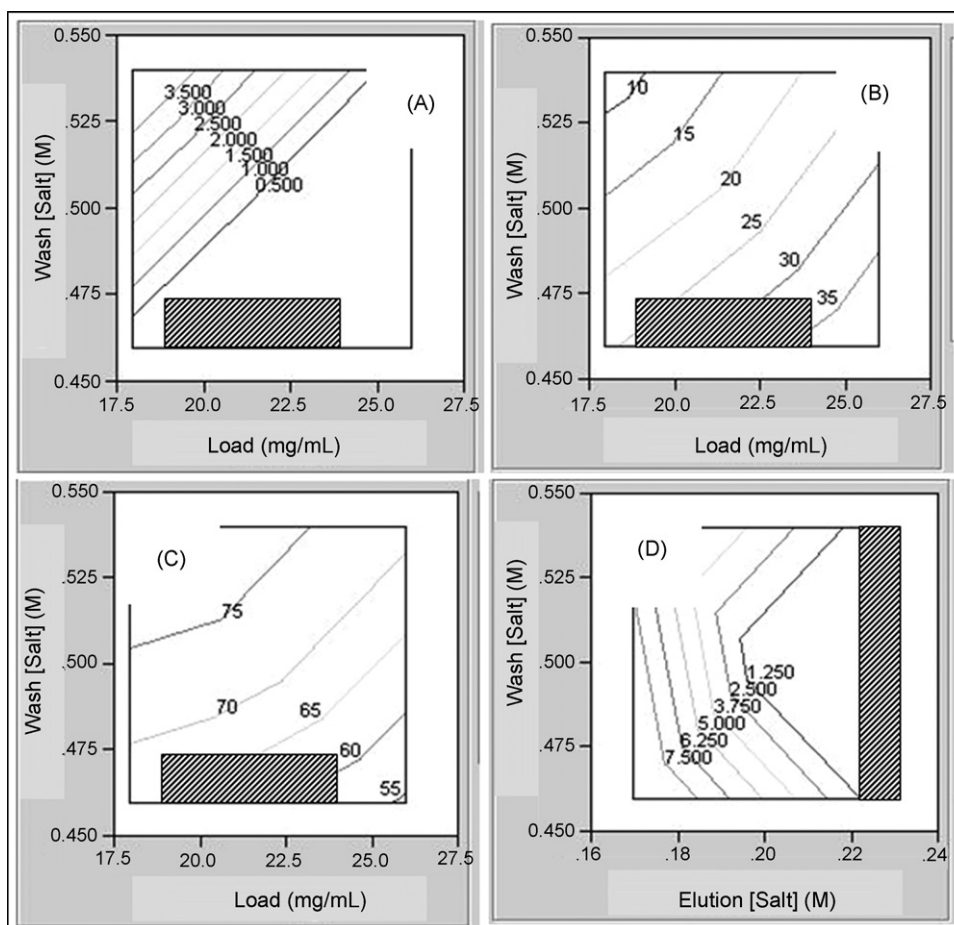 0.550
.525
.500
.475
0.450
Wash [Salt] (M)
(A)
3.500
3.000
2.500
2.000
1.500
1.000
0.500
17.5 20.0 22.5 25.0 27.5
Load (mg/mL)
0.550
.525
.500
.475
0.450
Wash [Salt] (M)
(B)
10
15
20
25
30
35
17.5 20.0 22.5 25.0 27.5
Load (mg/mL)
0.550
.525
.500
.475
0.450
Wash [Salt] (M)
(C)
75
70
65
60
55
17.5 20.0 22.5 25.0 27.5
Load (mg/mL)
0.550
.525
.500
.475
0.450
Wash [Salt] (M)
(D)
1.250
2.500
3.750
5.000
6.250
7.500
.16 .18 .20 .22 .24
Elution [Salt] (M)